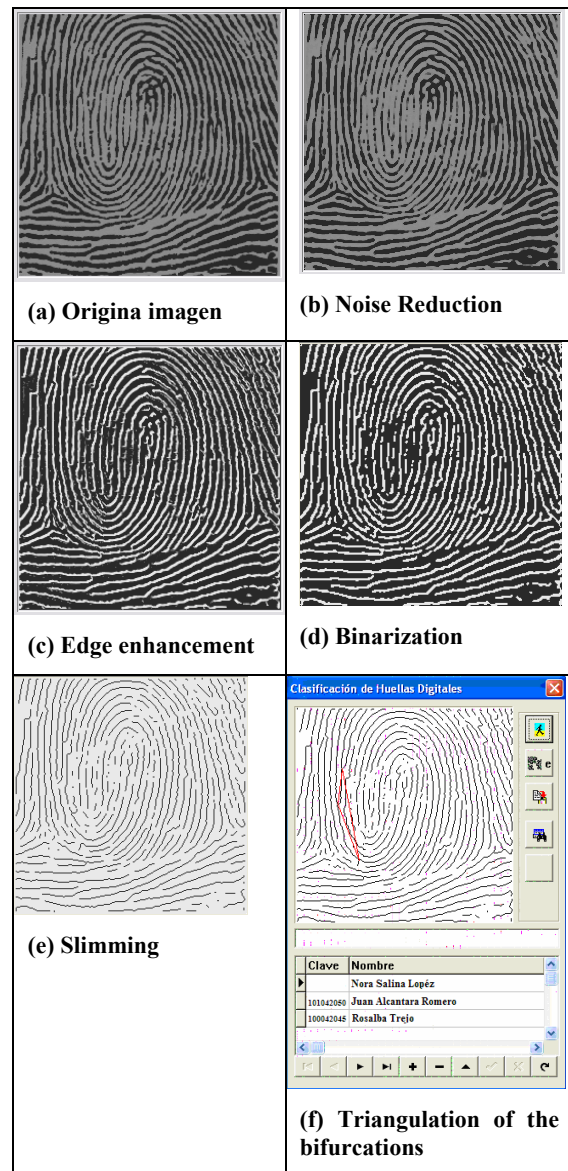 (a) Origina imagen
(b) Noise Reduction
(c) Edge enhancement
(d) Binarization
Clasificación de Huellas Digitales
e
(e) Slimming
Clave Nombre
Nora Salina Lopéz
101042050 Juan Alcantara Romero
100042045 Rosalba Trejo
(f) Triangulation of the
bifurcations